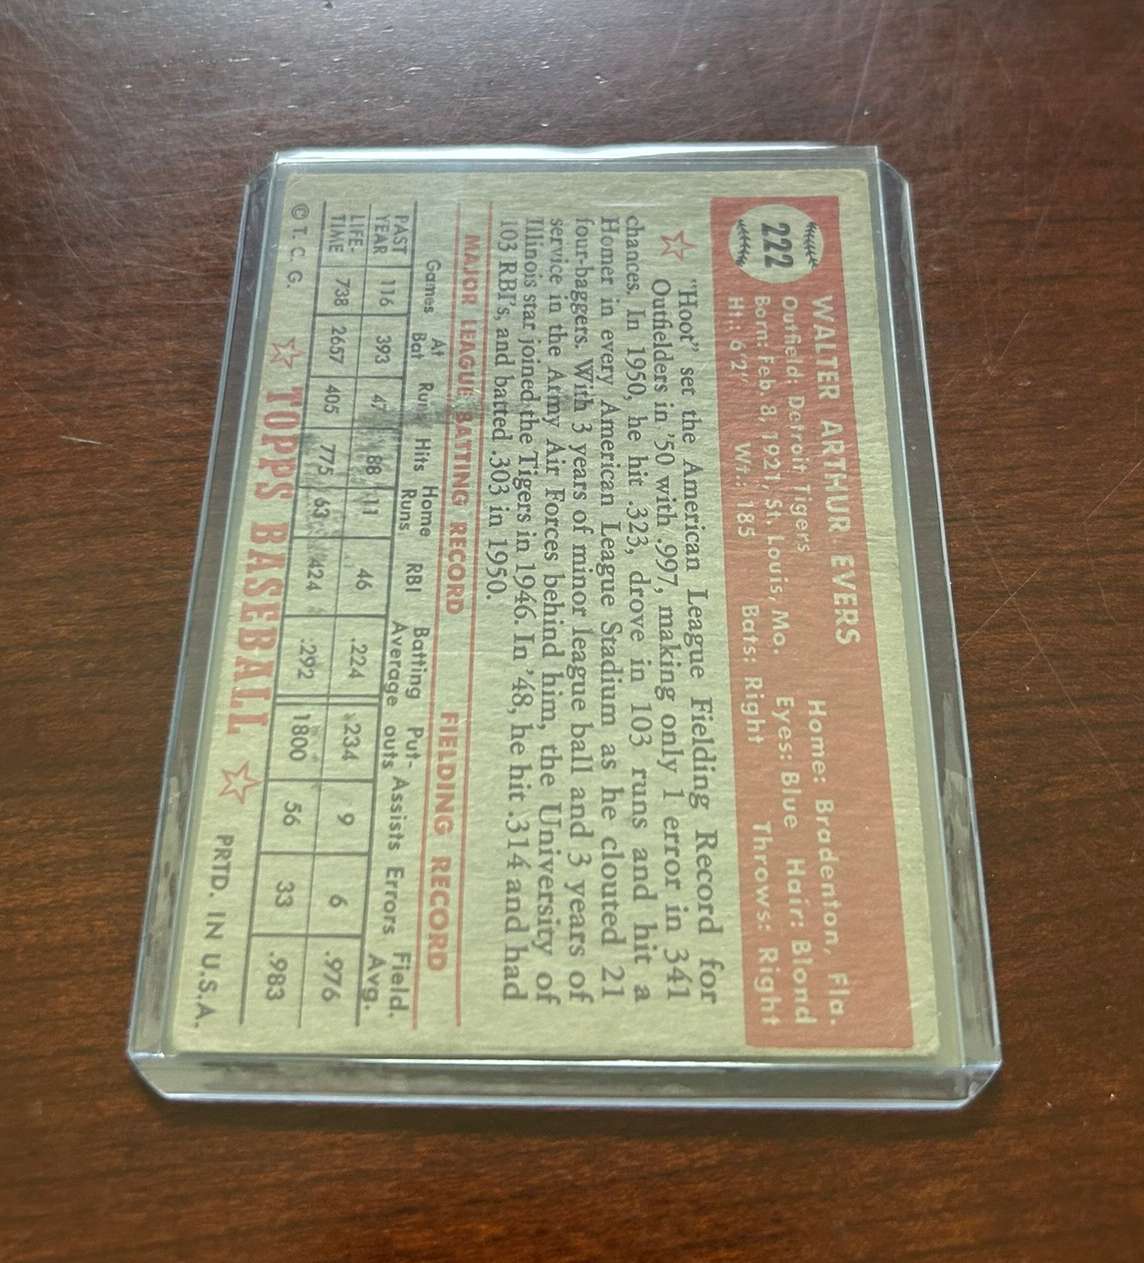 222
WALTER ARTHUR EVERS Home: Bradenton, Fla.
Outfield: Detroit Tigers Eyes: Blue Hair: Blond
Born: Feb. 8, 1921, St. Louis, Mo. Throws: Right
Ht.: 6'2" Wt.: 185 Bats: Right
"Hoot" set the American League Fielding Record for
Outfielders in '50 with .997, making only 1 error in 341
chances. In 1950, he hit .323, drove in 103 runs and hit a
Homer in every American League Stadium as he clouted 21
four-baggers. With 3 years of minor league ball and 3 years of
service in the Army Air Forces behind him, the University of
Illinois star joined the Tigers in 1946. In '48, he hit .314 and had
103 RBI's, and batted .303 in 1950.
MAJOR LEAGUE BATTING RECORD FIELDING RECORD
Games At Bat Runs Hits Home Runs RBI Batting Average Put-outs Assists Errors Field. Avg.
PAST YEAR 116 393 47 88 11 46 .224 234 9 6 .976
LIFE-TIME 738 2657 405 775 63 424 .292 1800 56 33 .983
© T. C. G. TOPPS BASEBALL PRTD. IN U.S.A.